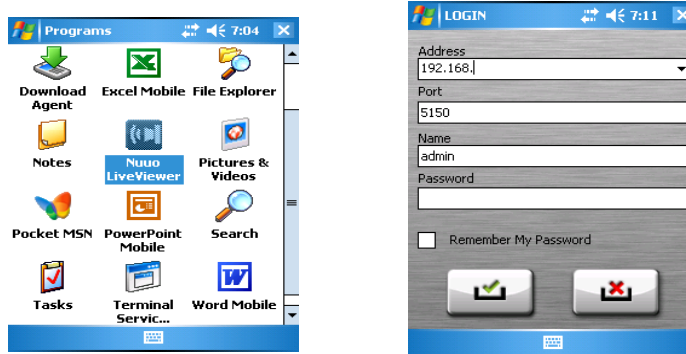 Programs 7:04
Download Agent
Excel Mobile
File Explorer
Notes
Nuuo LiveViewer
Pictures & Videos
Pocket MSN
PowerPoint Mobile
Search
Tasks
Terminal Servic...
Word Mobile
LOGIN 7:11
Address
192.168.
Port
5150
Name
admin
Password
Remember My Password